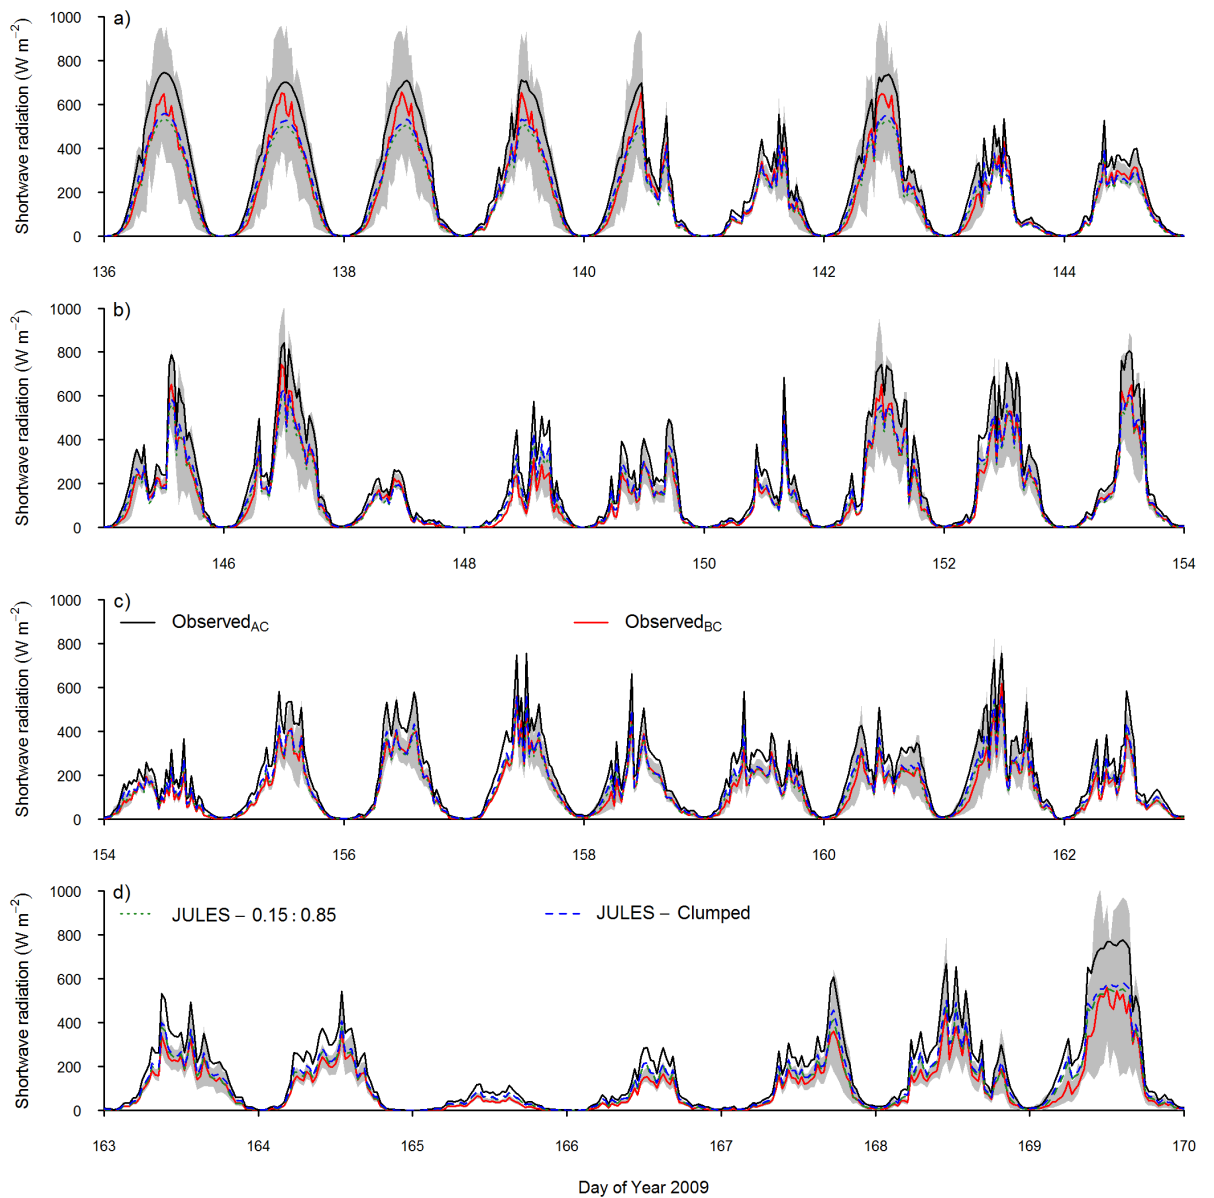 a)
Shortwave radiation (W m⁻²)
1000
800
600
400
200
0
136 138 140 142 144
b)
Shortwave radiation (W m⁻²)
1000
800
600
400
200
0
146 148 150 152 154
c)
Shortwave radiation (W m⁻²)
1000
800
600
400
200
0
Observed_AC Observed_BC
154 156 158 160 162
d)
Shortwave radiation (W m⁻²)
1000
800
600
400
200
0
JULES − 0.15 : 0.85 JULES − Clumped
163 164 165 166 167 168 169 170
Day of Year 2009